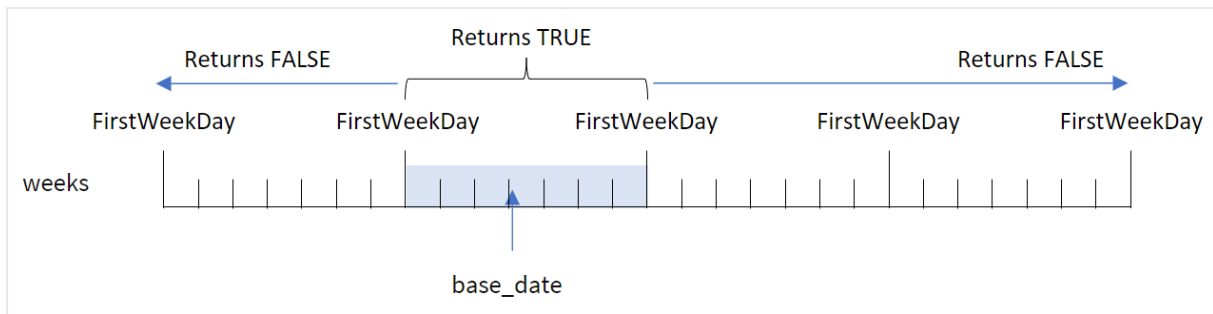 Returns TRUE
Returns FALSE
Returns FALSE
FirstWeekDay FirstWeekDay FirstWeekDay FirstWeekDay FirstWeekDay
weeks
base_date